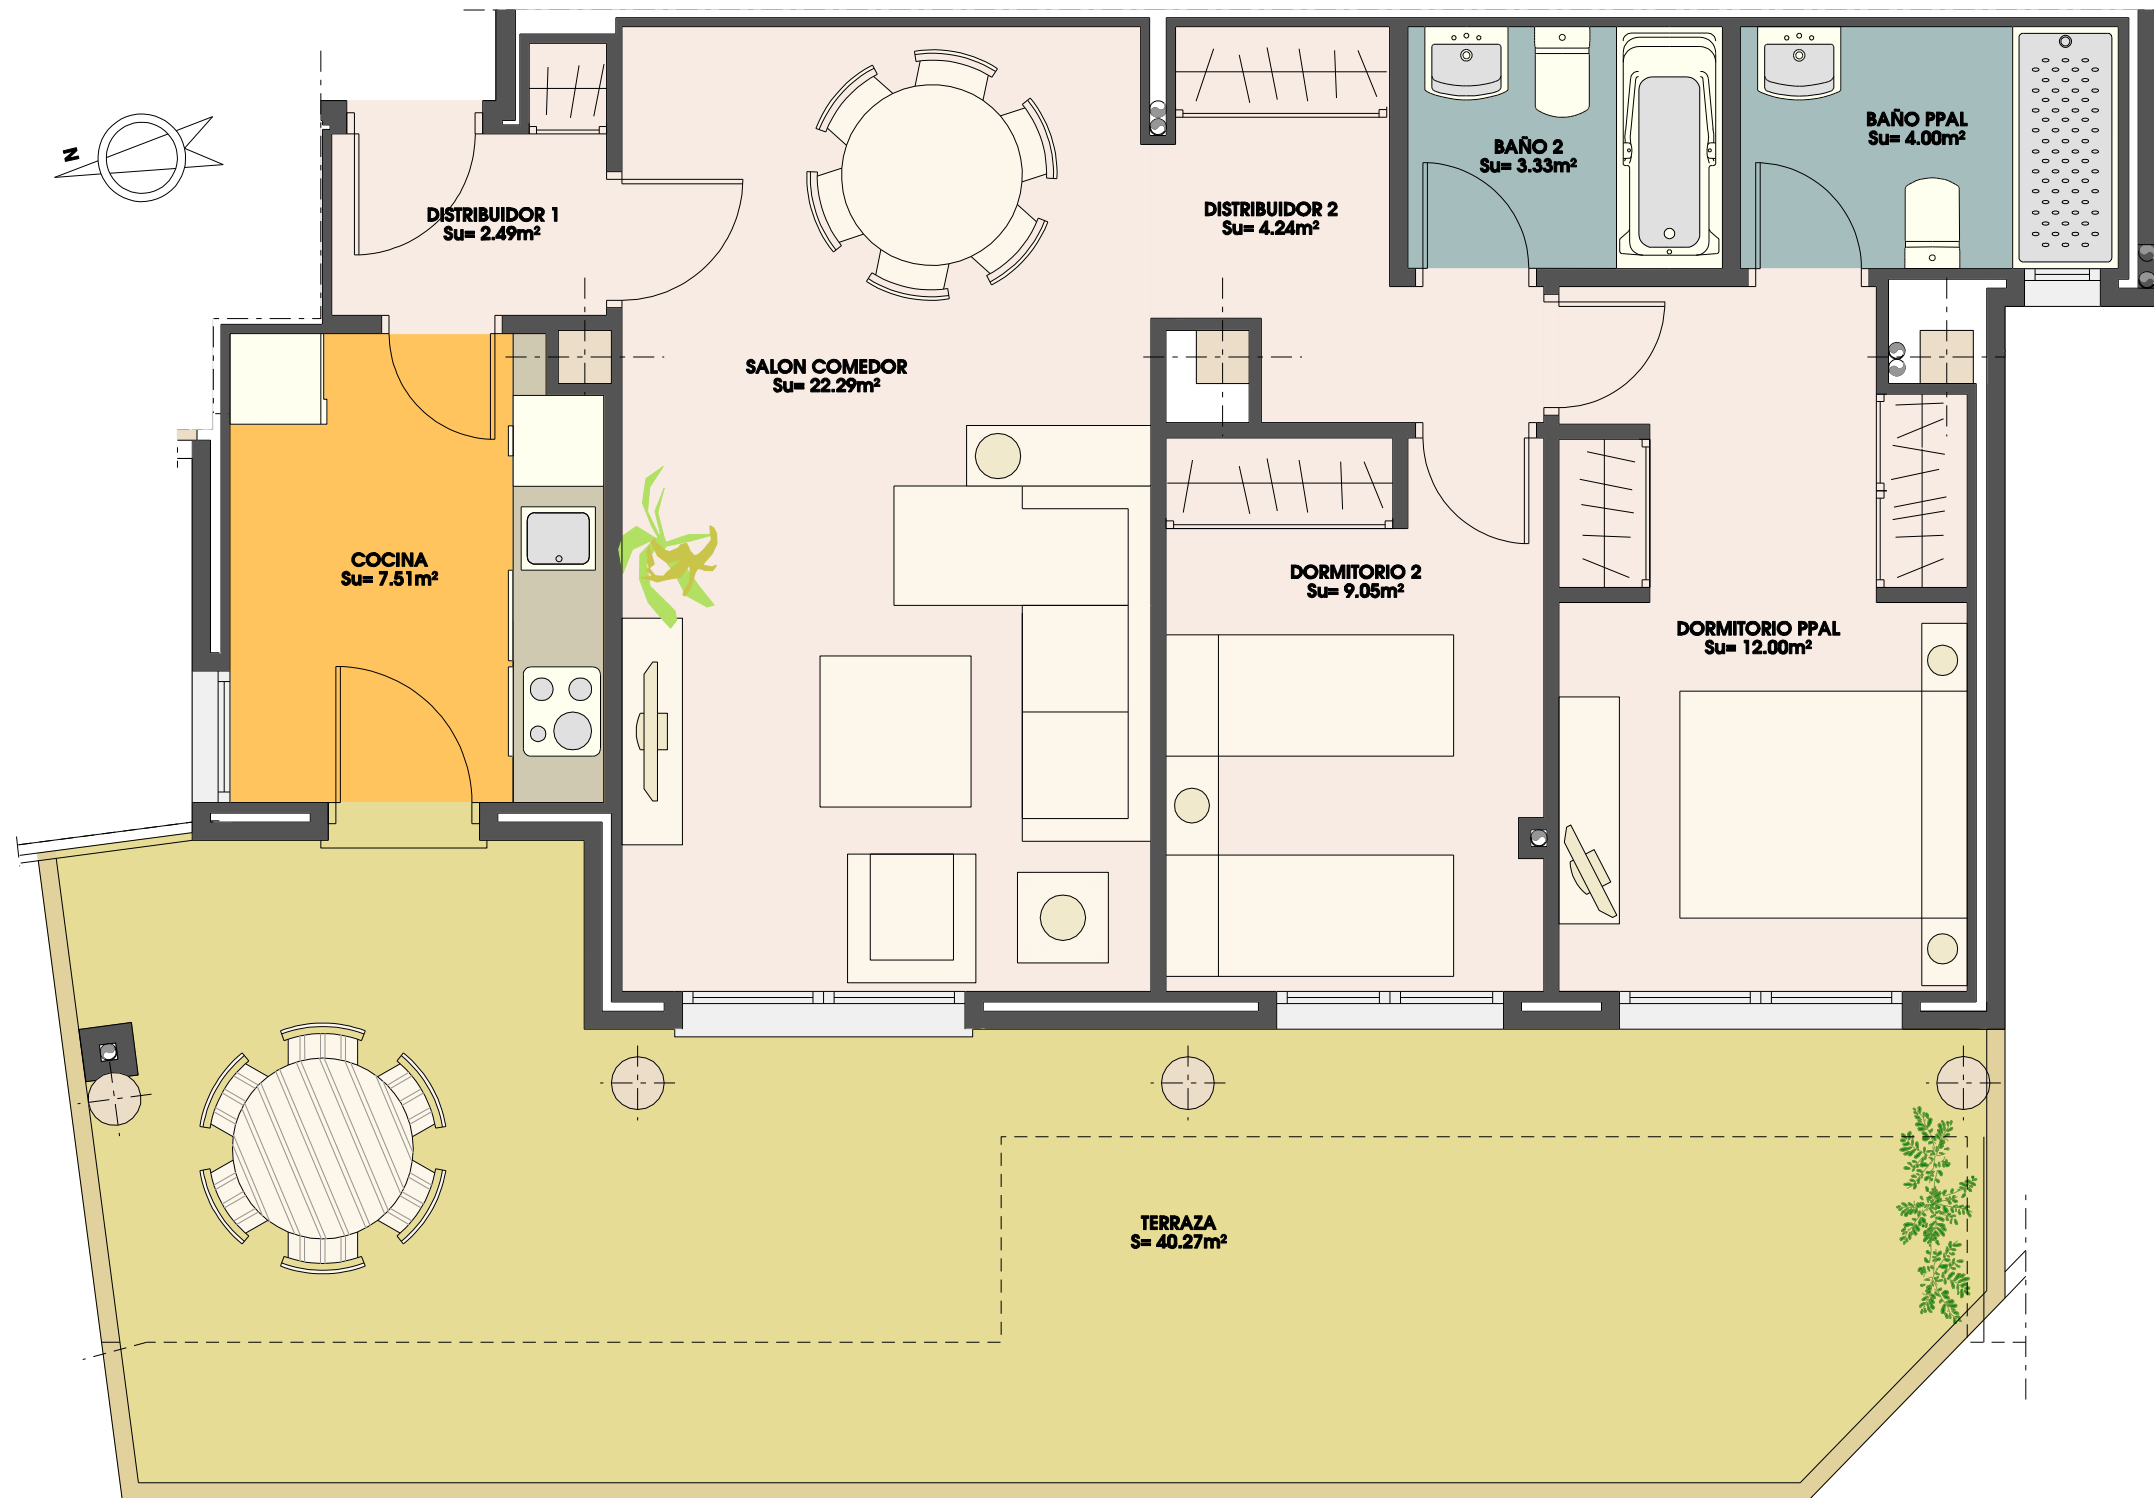 N
DISTRIBUIDOR 1
Su= 2.49m²
SALON COMEDOR
Su= 22.29m²
DISTRIBUIDOR 2
Su= 4.24m²
BAÑO 2
Su= 3.33m²
BAÑO PPAL
Su= 4.00m²
COCINA
Su= 7.51m²
DORMITORIO 2
Su= 9.05m²
DORMITORIO PPAL
Su= 12.00m²
TERRAZA
S= 40.27m²